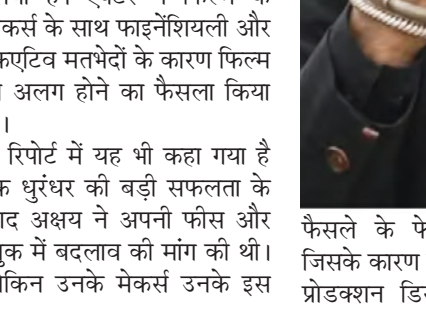 कर्स के साथ फाइनेंशियली और
एटिव मतभेदों के कारण फिल्म
अलग होने का फैसला किया
।
रिपोर्ट में यह भी कहा गया है
धुरंधर की बड़ी सफलता के
अक्षय ने अपनी फीस और
में बदलाव की मांग की थी।
उनके मेकर्स उनके इस
फैसले के
जिसके कारण
प्रोडक्शन